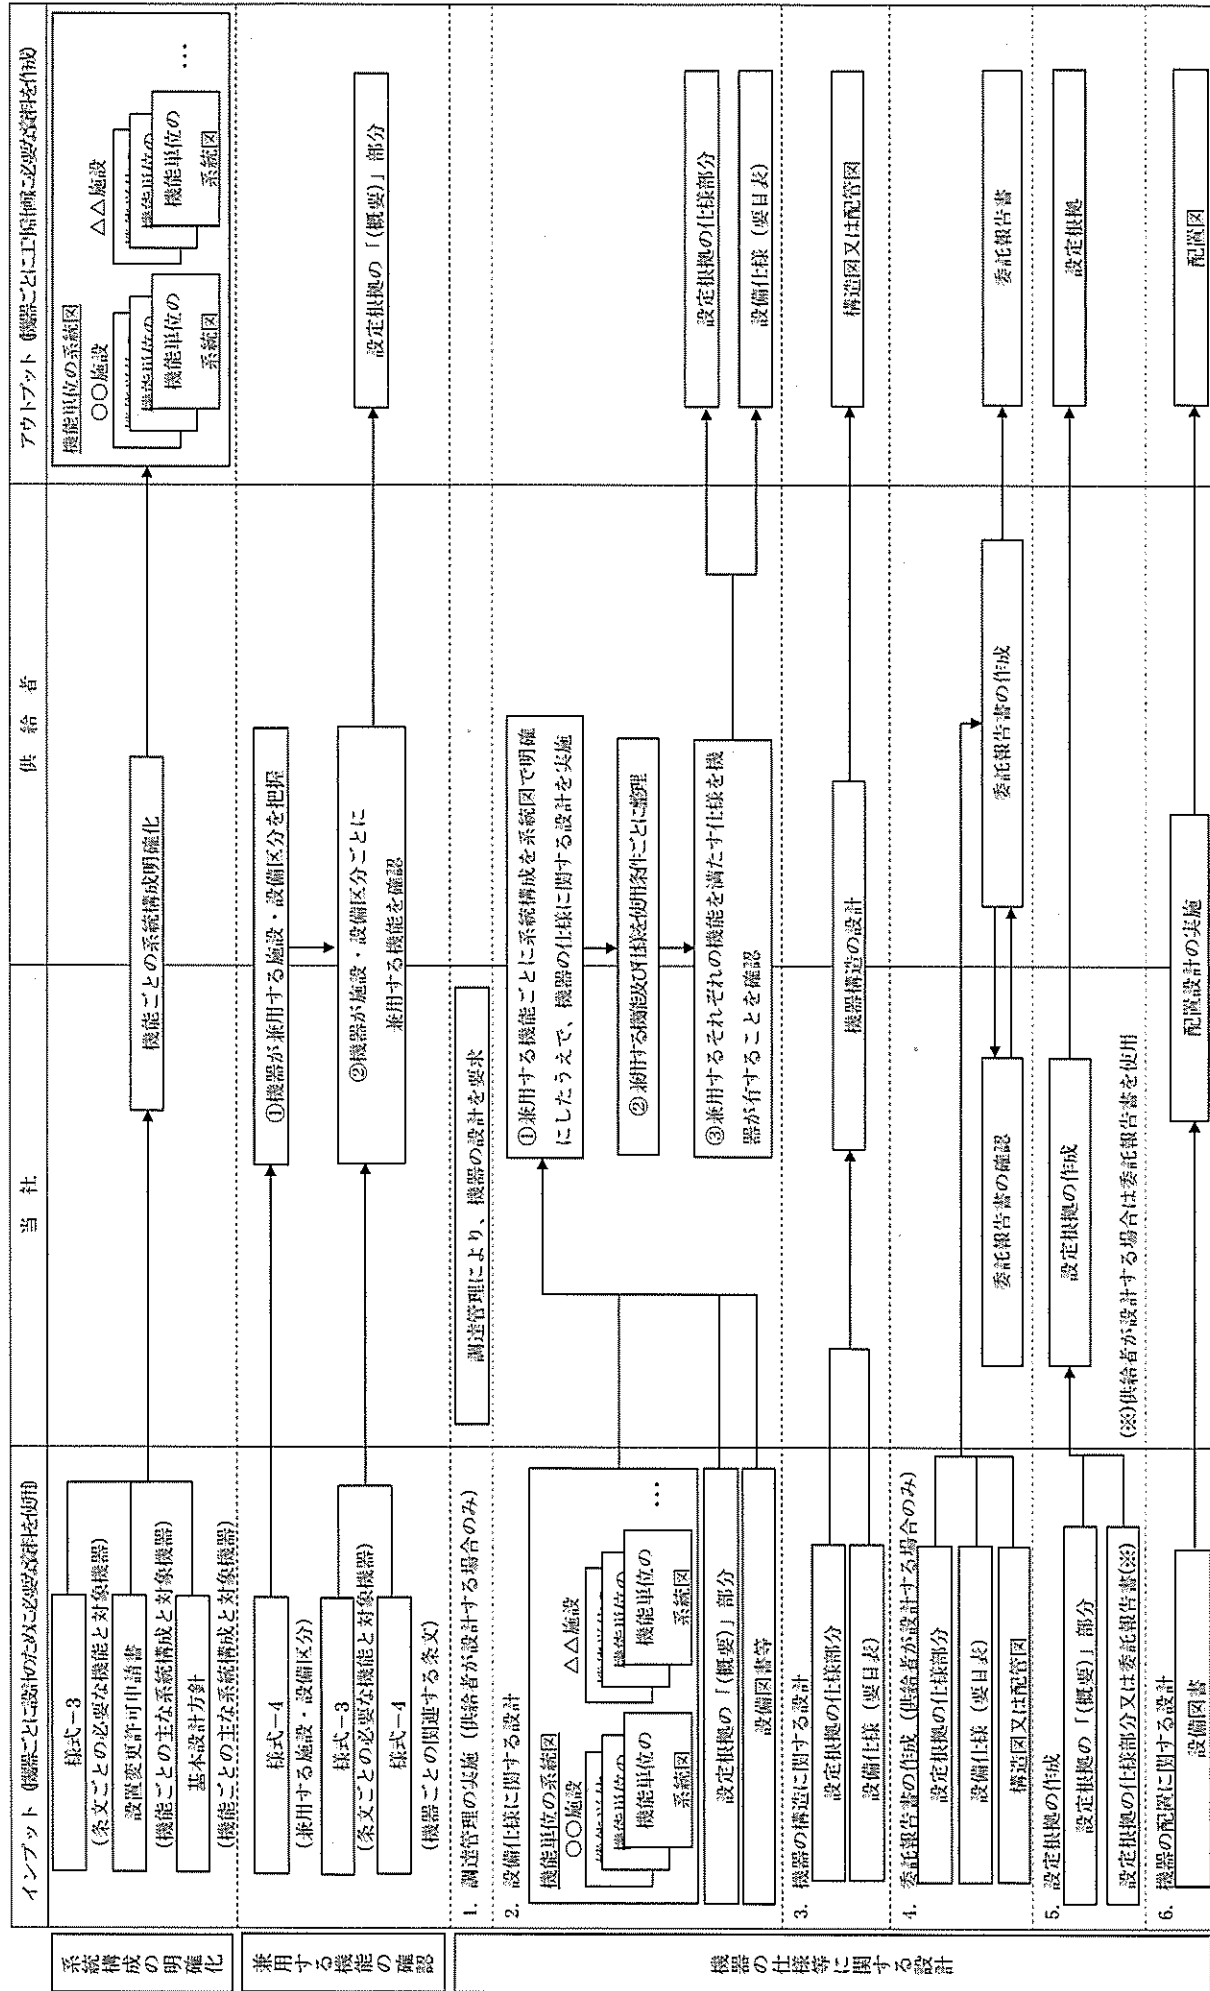 インプット (機器ごとに設計のために必要な資料を使用)
当 社
供 給 者
アウトプット (機器ごとに工事計画に必要な資料を作成)
系統構成の明確化
様式−3
(条文ごとの必要な機能と対象機器)
設置変更許可申請書
(機能ごとの主な系統構成と対象機器)
基本設計方針
(機能ごとの主な系統構成と対象機器)
機能ごとの系統構成明確化
機能単位の系統図
○○施設
機能単位の
機能単位の
系統図
△△施設
機能単位の
機能単位の
系統図
…
兼用する機能の確認
様式−4
(兼用する施設・設備区分)
様式−3
(条文ごとの必要な機能と対象機器)
様式−4
(機器ごとの関連する条文)
①機器が兼用する施設・設備区分を把握
②機器が施設・設備区分ごとに
兼用する機能を確認
設定根拠の「(概要)」部分
機器の仕様等に関する設計
1. 調達管理の実施 (供給者が設計する場合のみ)
調達管理により、機器の設計を要求
2. 設備仕様に関する設計
機能単位の系統図
○○施設
機能単位の
機能単位の
系統図
△△施設
機能単位の
機能単位の
系統図
…
設定根拠の「(概要)」部分
設備図書等
①兼用する機能ごとに系統構成を系統図で明確
にしたうえで、機器の仕様に関する設計を実施
②兼用する機能及び仕様を使用条件ごとに整理
③兼用するそれぞれの機能を満たす仕様を機
器が有することを確認
設定根拠の仕様部分
設備仕様 (要目表)
3. 機器の構造に関する設計
設定根拠の仕様部分
設備仕様 (要目表)
機器構造の設計
構造図又は配管図
4. 委託報告書の作成 (供給者が設計する場合のみ)
設定根拠の仕様部分
設備仕様 (要目表)
構造図又は配管図
委託報告書の確認
委託報告書の作成
委託報告書
5. 設定根拠の作成
設定根拠の「(概要)」部分
設定根拠の仕様部分又は委託報告書(※)
設定根拠の作成
(※)供給者が設計する場合は委託報告書を使用
設定根拠
6. 機器の配置に関する設計
設備図書
配置設計の実施
配置図